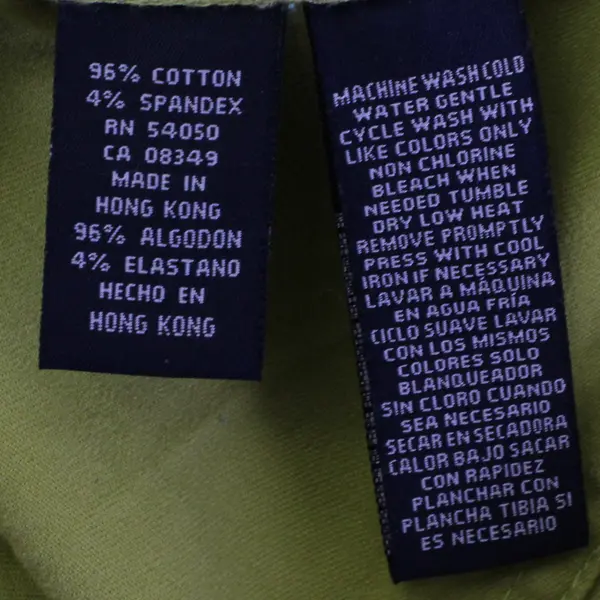 96% COTTON
4% SPANDEX
RN 54050
CA 08349
MADE IN
HONG KONG
96% ALGODON
4% ELASTANO
HECHO EN
HONG KONG
MACHINE WASH COLD
WATER GENTLE
CYCLE WASH WITH
LIKE COLORS ONLY
NON CHLORINE
BLEACH WHEN
NEEDED TUMBLE
DRY LOW HEAT
REMOVE PROMPTLY
PRESS WITH COOL
IRON IF NECESSARY
LAVAR A MÁQUINA
EN AGUA FRÍA
CICLO SUAVE LAVAR
CON LOS MISMOS
COLORES SOLO
BLANQUEADOR
SIN CLORO CUANDO
SEA NECESARIO
SECAR EN SECADORA
CALOR BAJO SACAR
CON RAPIDEZ
PLANCHAR CON
PLANCHA TIBIA SI
ES NECESARIO